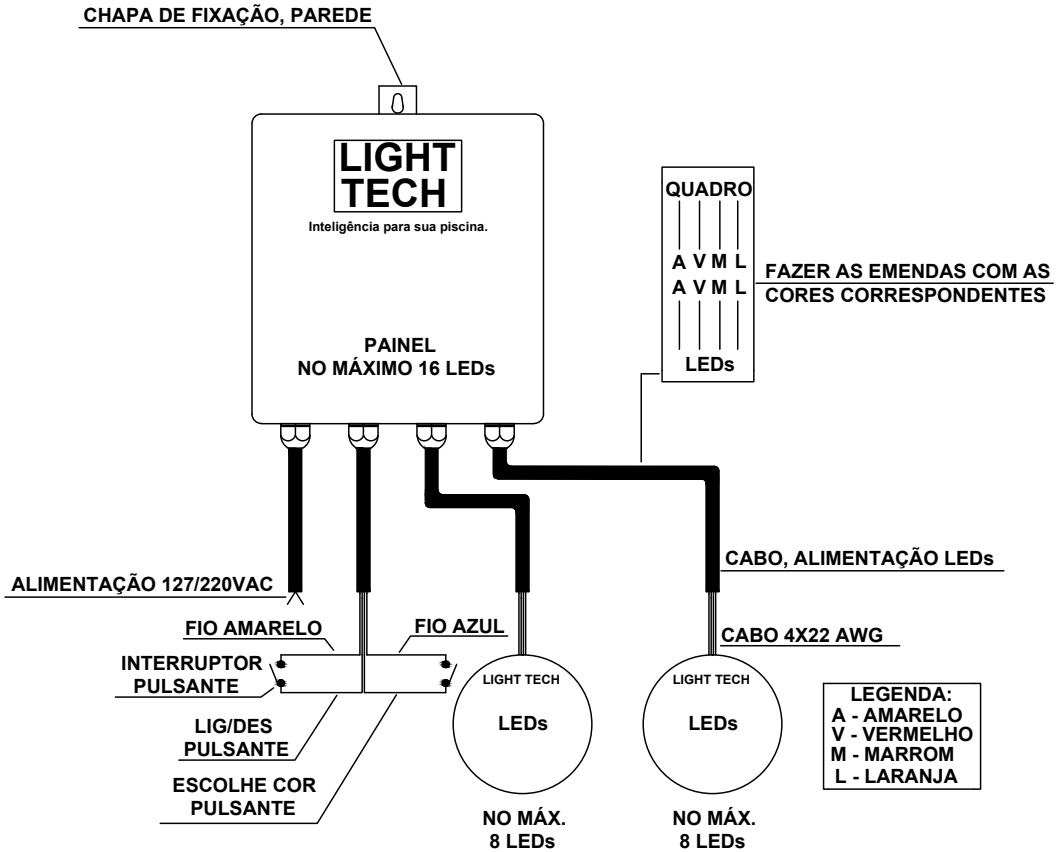 CHAPA DE FIXAÇÃO, PAREDE
LIGHT
TECH
Inteligência para sua piscina.
PAINEL
NO MÁXIMO 16 LEDs
QUADRO
A V M L
A V M L
LEDs
FAZER AS EMENDAS COM AS
CORES CORRESPONDENTES
CABO, ALIMENTAÇÃO LEDs
ALIMENTAÇÃO 127/220VAC
FIO AMARELO
FIO AZUL
CABO 4X22 AWG
INTERRUPTOR
PULSANTE
LIG/DES
PULSANTE
ESCOLHE COR
PULSANTE
LIGHT TECH
LEDs
NO MÁX.
8 LEDs
LIGHT TECH
LEDs
NO MÁX.
8 LEDs
LEGENDA:
A - AMARELO
V - VERMELHO
M - MARROM
L - LARANJA